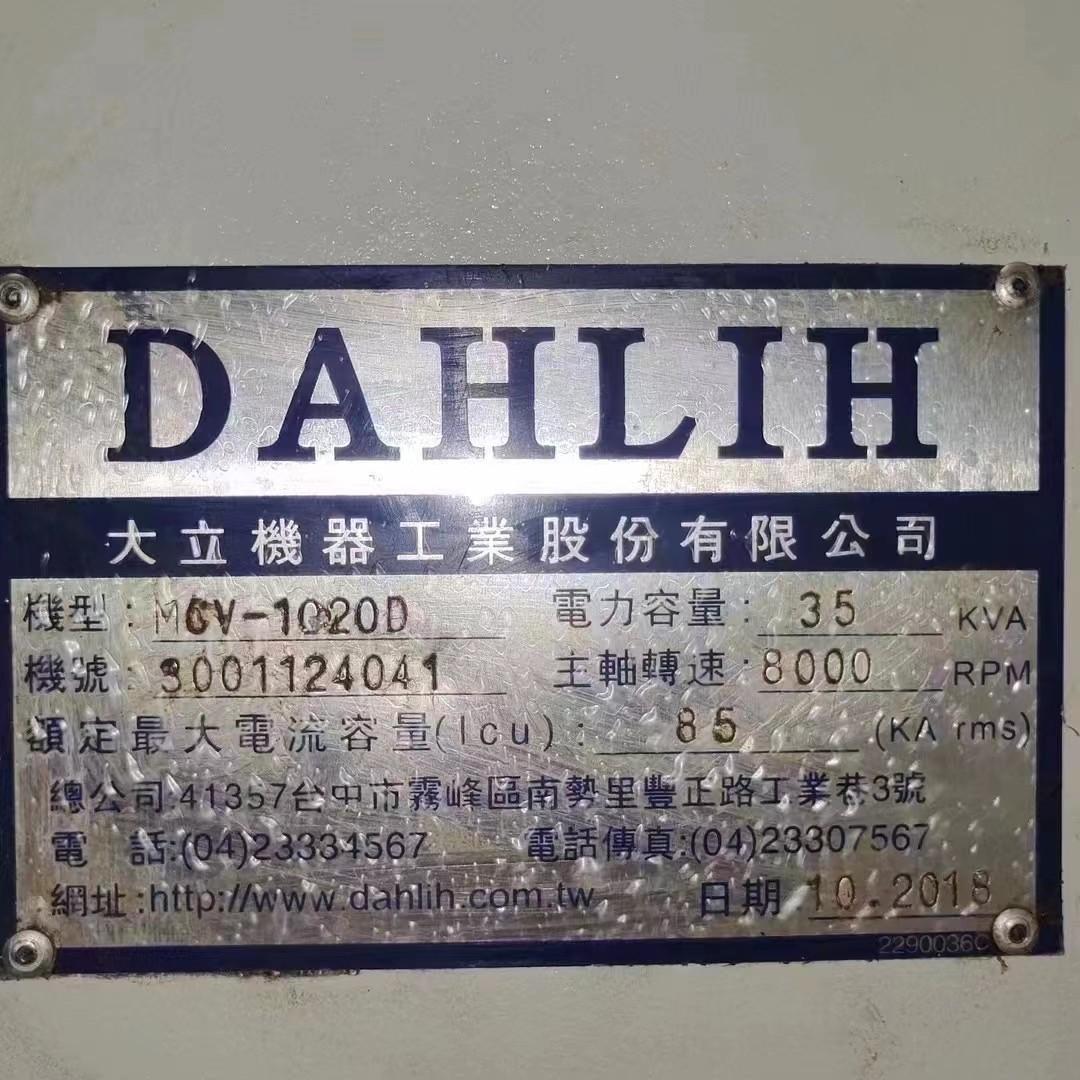 DAHLIH
大立機器工業股份有限公司
機型: MCV-1020D 電力容量: 35 KVA
機號: 3001124041 主軸轉速: 8000 RPM
額定最大電流容量(Icu): 85 (KA rms)
總公司:41357台中市霧峰區南勢里豐正路工業巷3號
電 話:(04)23334567 電話傳真:(04)23307567
網址:http://www.dahlih.com.tw 日期:10.2018
2290036C